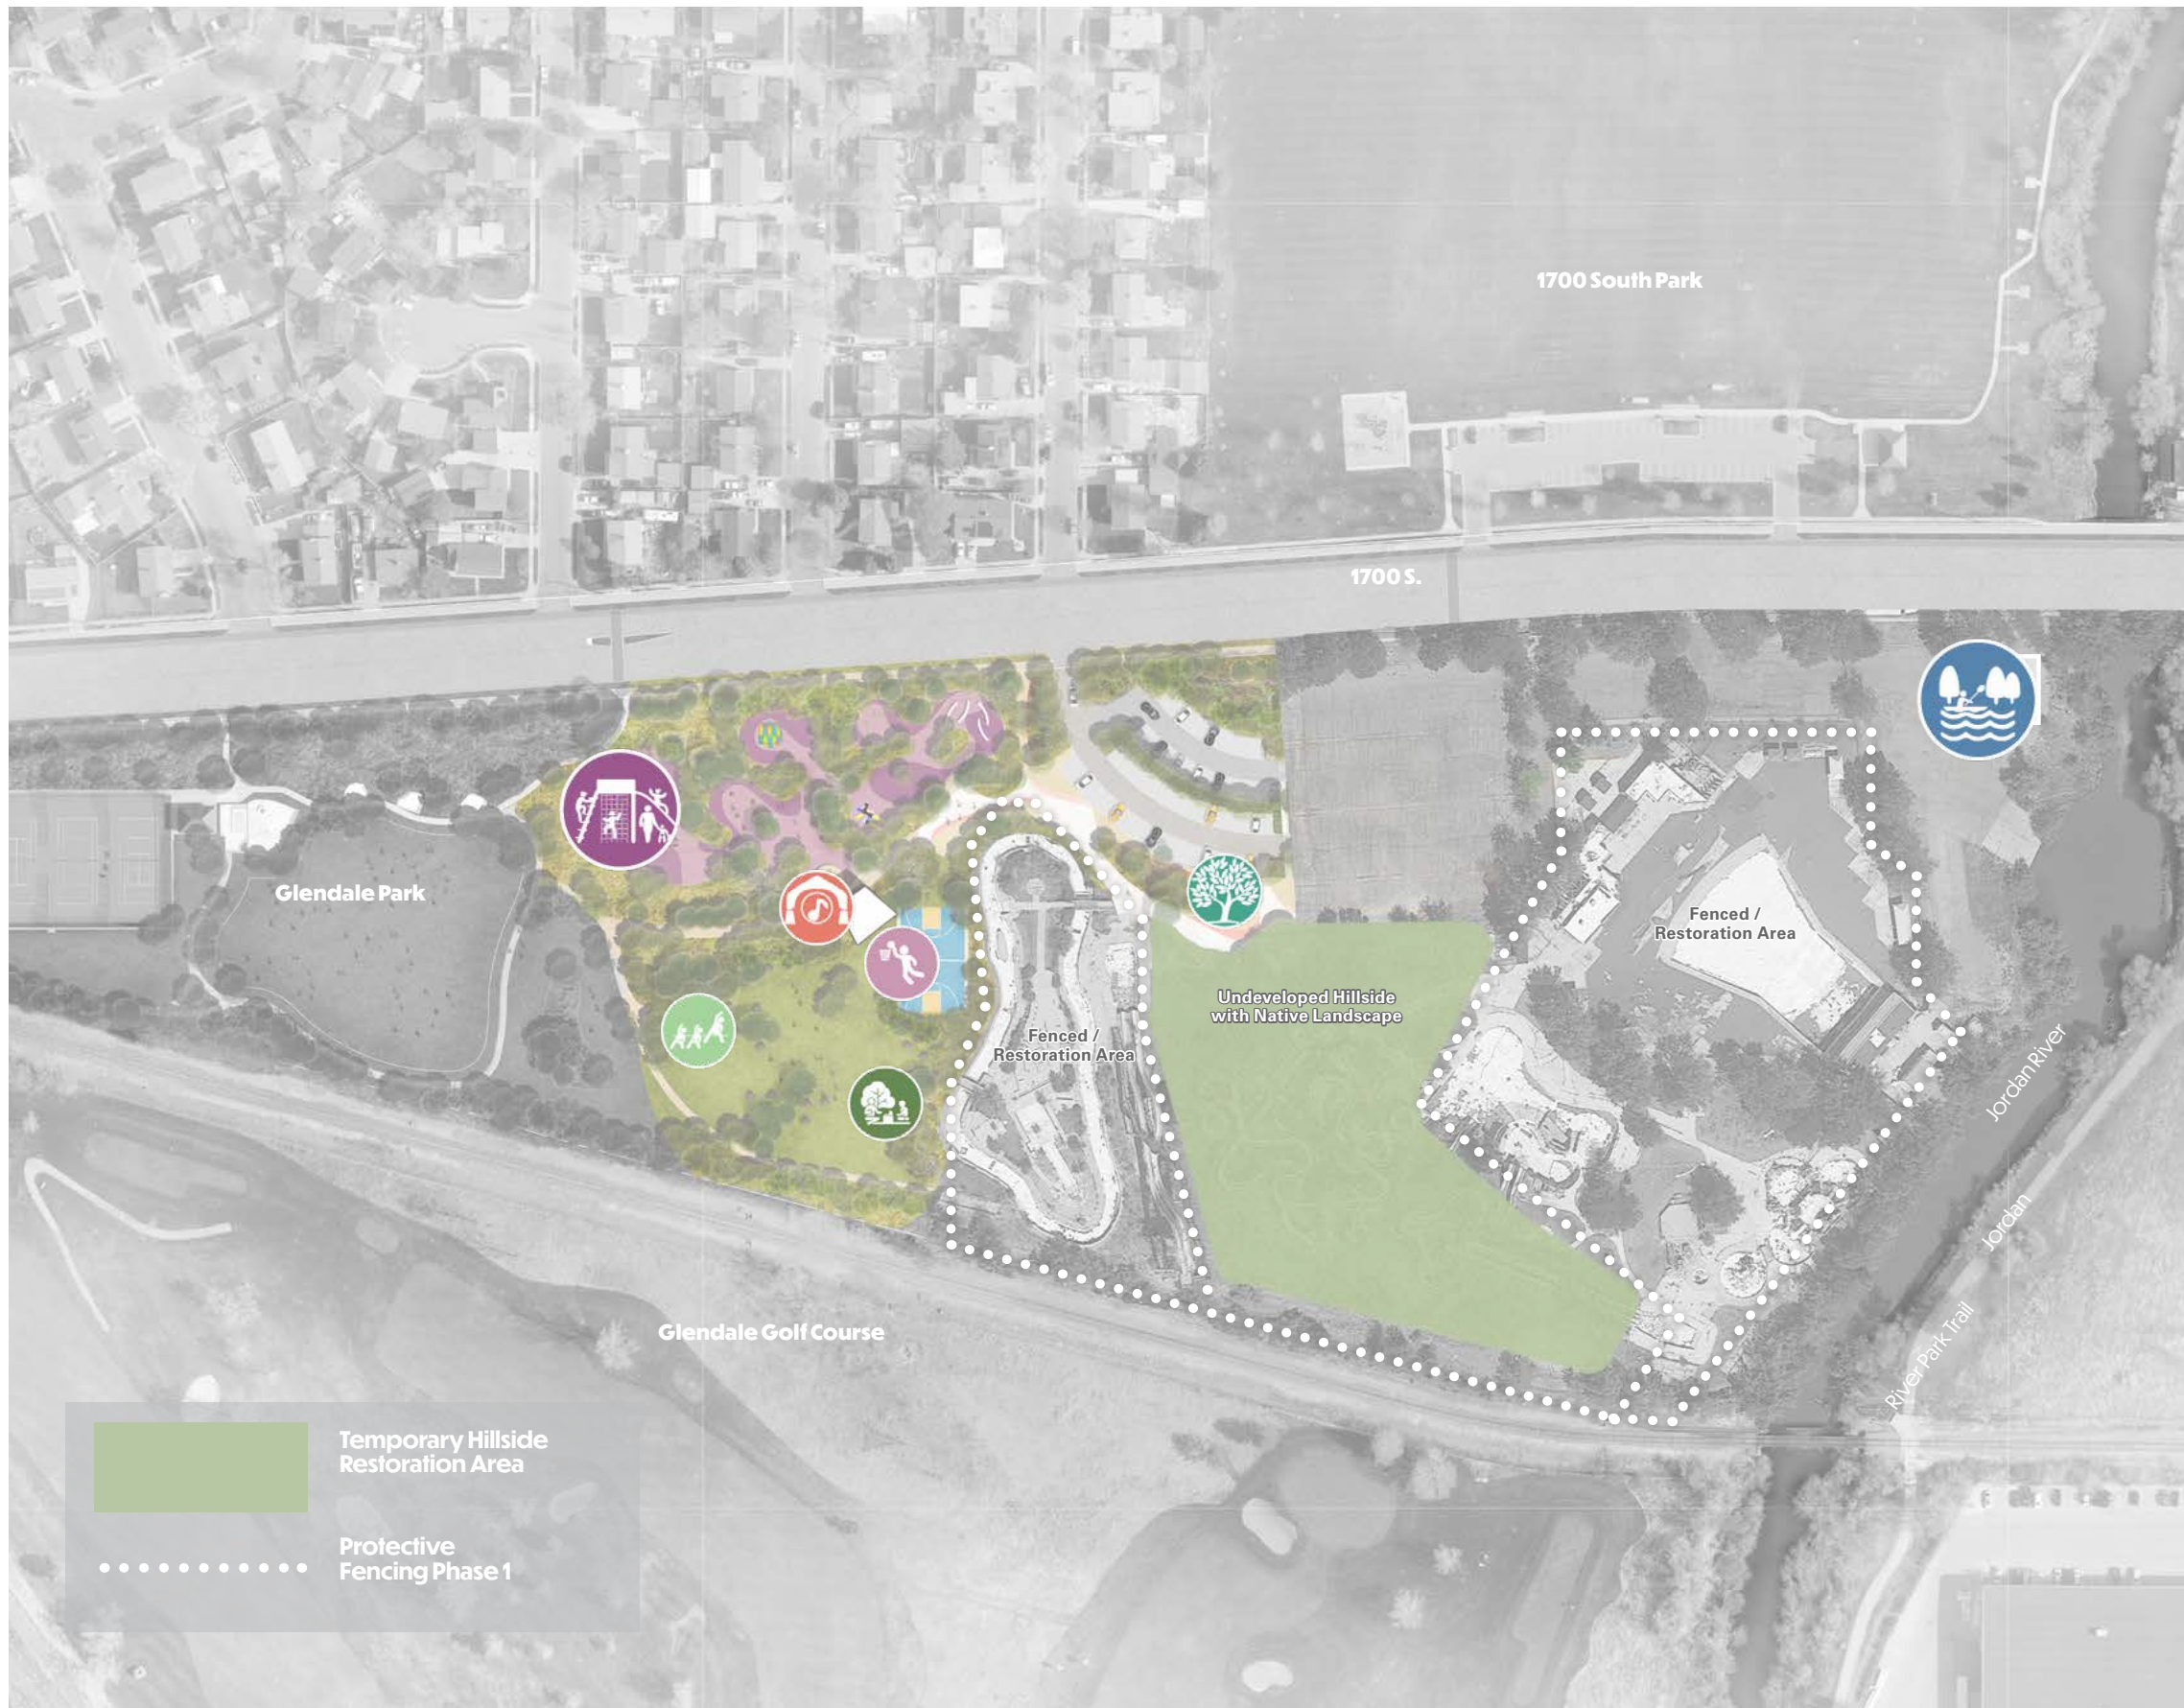 1700 South Park
1700 S.
Glendale Park
Fenced /
Restoration Area
Undeveloped Hillside
with Native Landscape
Fenced /
Restoration Area
Jordan River
Jordan
River Park Trail
Glendale Golf Course
Temporary Hillside
Restoration Area
Protective
Fencing Phase 1